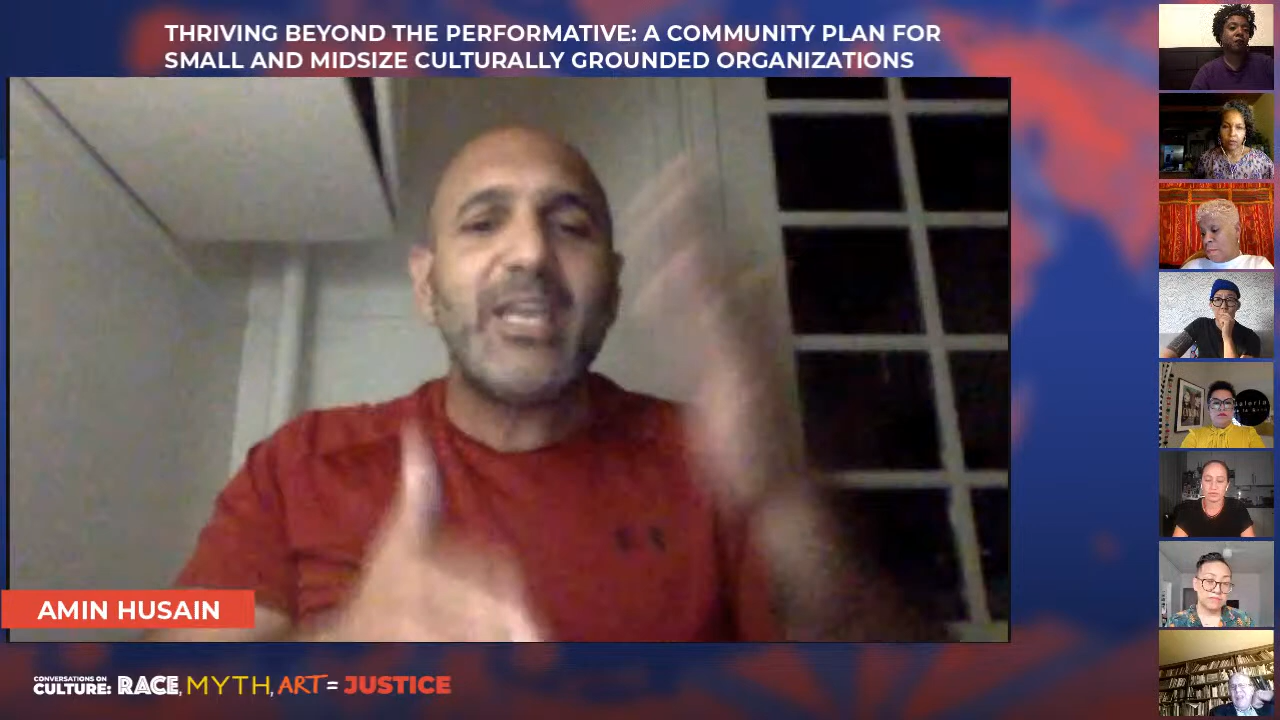 THRIVING BEYOND THE PERFORMATIVE: A COMMUNITY PLAN FOR
SMALL AND MIDSIZE CULTURALLY GROUNDED ORGANIZATIONS
AMIN HUSAIN
CONVERSATIONS ON
CULTURE: RACE, MYTH, ART = JUSTICE